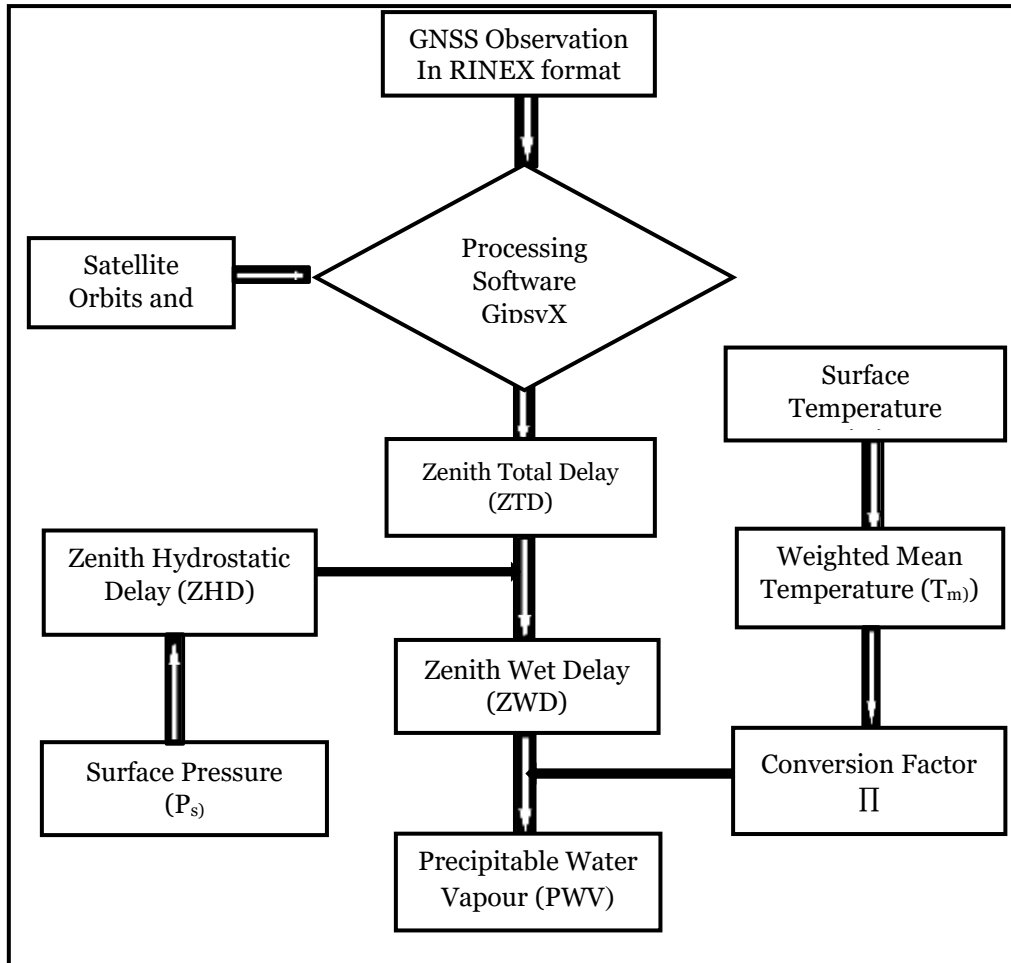 GNSS Observation
In RINEX format
Processing
Software
GipsyX
Satellite
Orbits and
Surface
Temperature
Zenith Total Delay
(ZTD)
Zenith Hydrostatic
Delay (ZHD)
Weighted Mean
Temperature (Tm))
Zenith Wet Delay
(ZWD)
Surface Pressure
(Ps)
Conversion Factor
∏
Precipitable Water
Vapour (PWV)